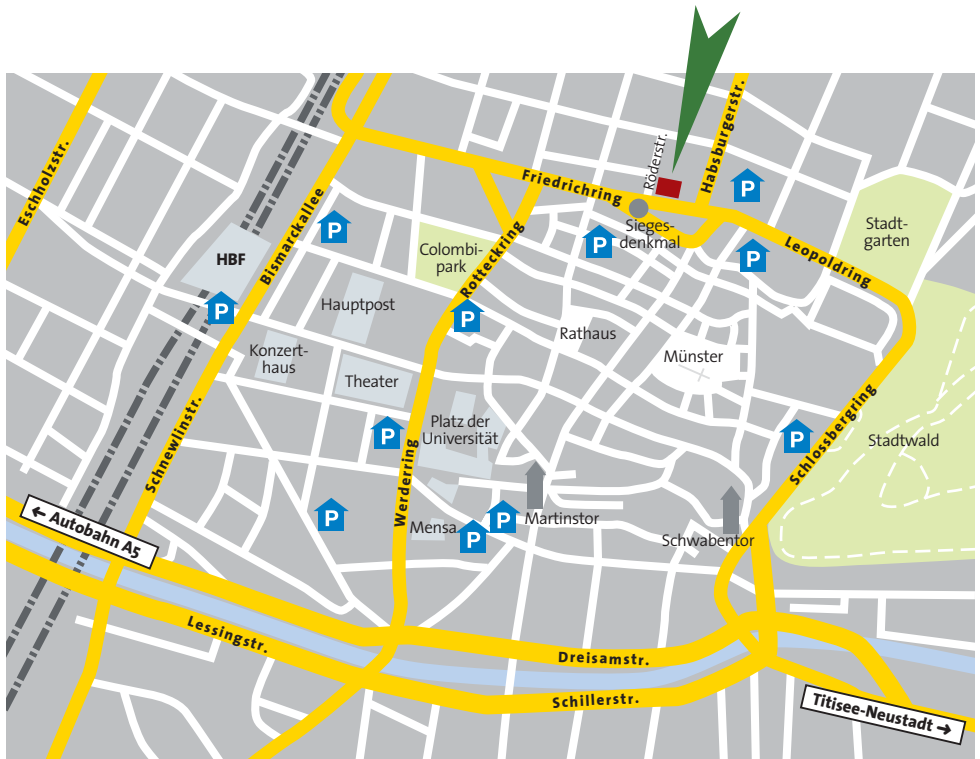 Habsburgerstr.
Röderstr.
Eschholzstr.
Friedrichring
P
Sieges-
denkmal
P
P
Stadt-
garten
P
Leopoldring
Bismarckallee
HBF
Colombi-
park
Rotteckring
P
Hauptpost
P
Rathaus
Münster
Konzert-
haus
Theater
Platz der
Universität
P
P
Schlossbergring
Stadtwald
Schnewlinstr.
Werderring
P
Mensa
P
P
Martinstor
Schwabentor
← Autobahn A5
Lessingstr.
Dreisamstr.
Schillerstr.
Titisee-Neustadt →